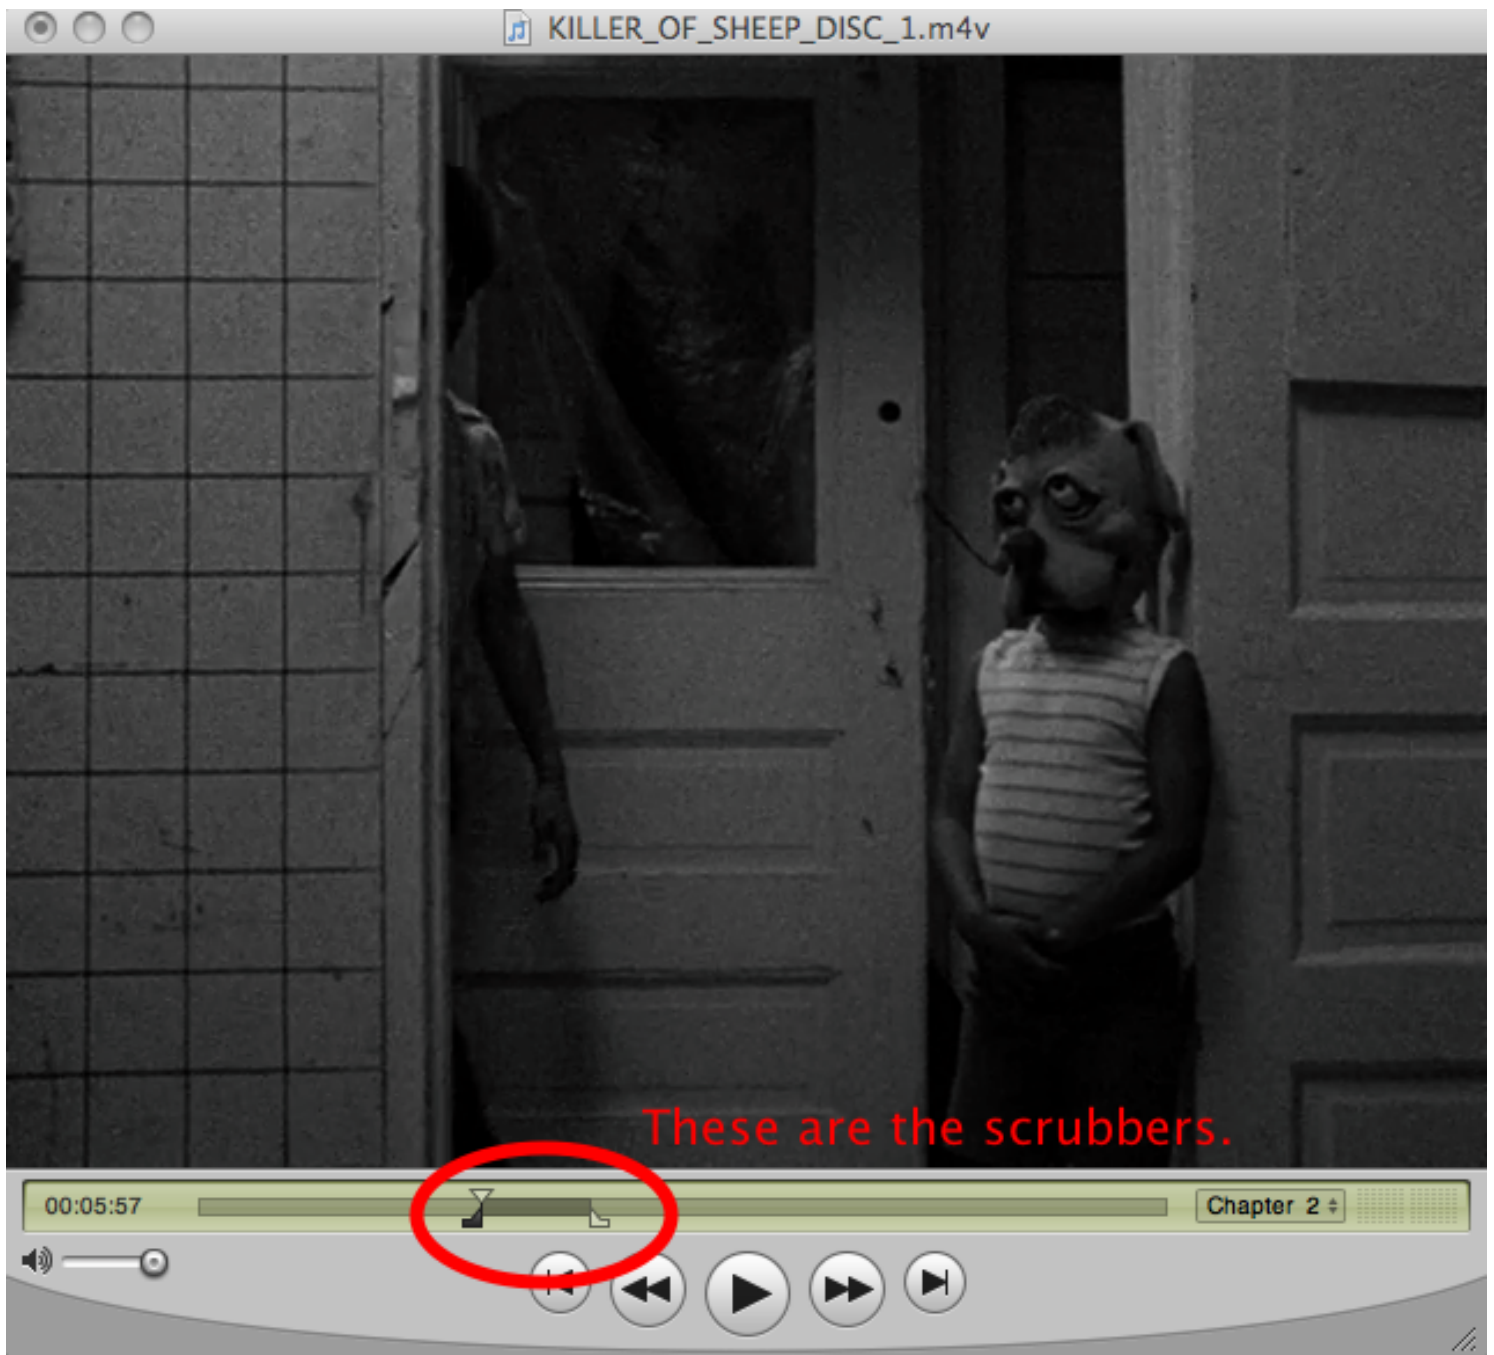 KILLER_OF_SHEEP_DISC_1.m4v
These are the scrubbers.
00:05:57
Chapter 2